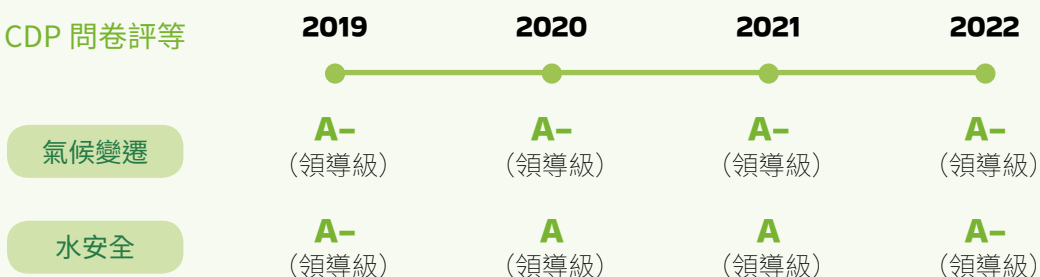 CDP 問卷評等 2019 2020 2021 2022
氣候變遷 A- A- A- A-
(領導級) (領導級) (領導級) (領導級)
水安全 A- A A A-
(領導級) (領導級) (領導級) (領導級)